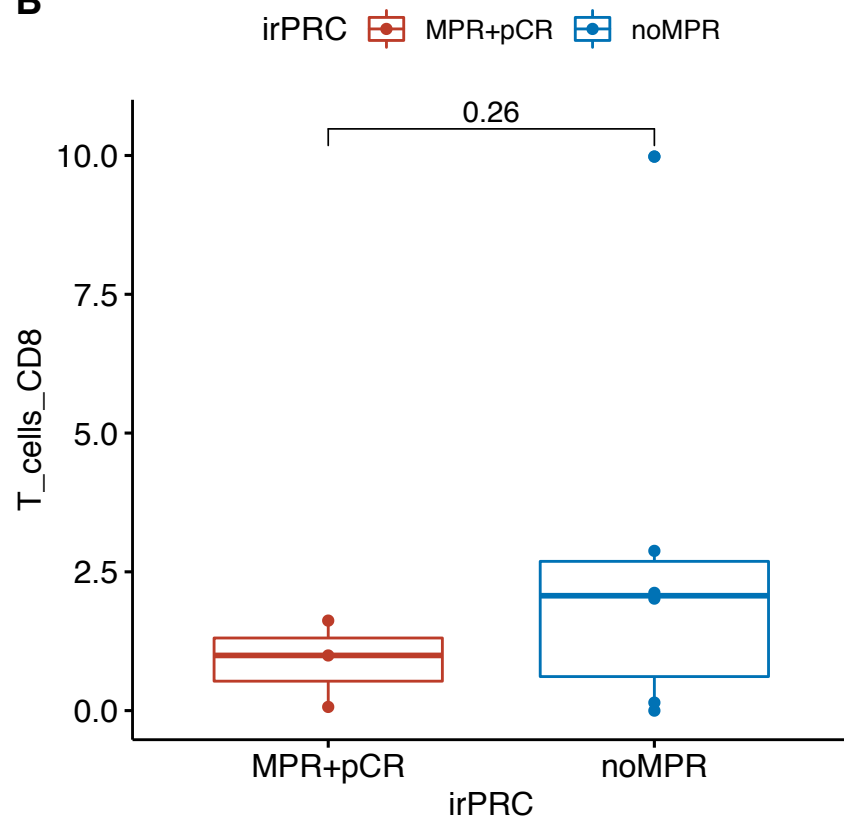 B
irPRC MPR+pCR noMPR
0.26
10.0
7.5
5.0
2.5
0.0
T_cells_CD8
MPR+pCR noMPR
irPRC